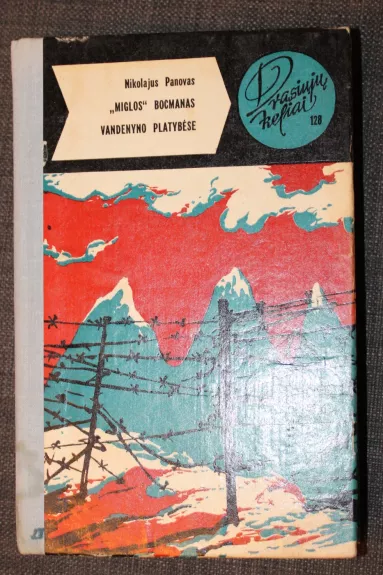 Nikolajus Panovas
„MIGLOS“ BOCMANAS
VANDENYNO PLATYBĖSE
Drąsiųjų
keliai
128